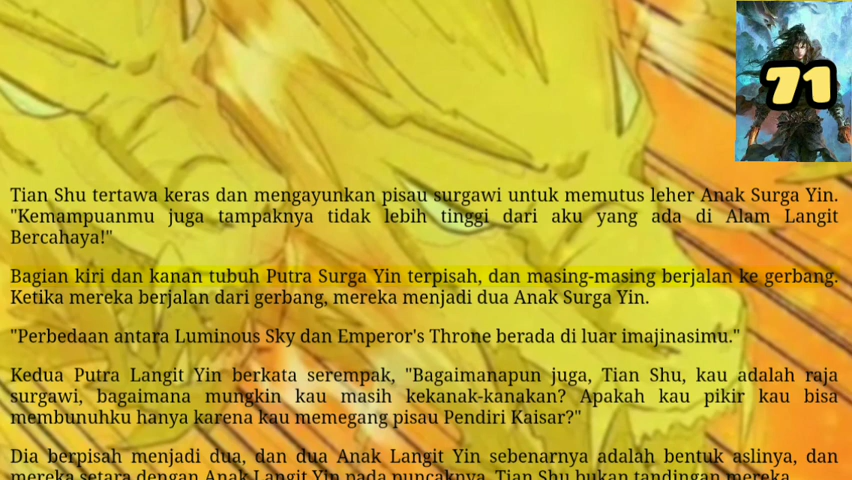 71
Tian Shu tertawa keras dan mengayunkan pisau surgawi untuk memutus leher Anak Surga Yin.
"Kemampuanmu juga tampaknya tidak lebih tinggi dari aku yang ada di Alam Langit
Bercahaya!"
Bagian kiri dan kanan tubuh Putra Surga Yin terpisah, dan masing-masing berjalan ke gerbang.
Ketika mereka berjalan dari gerbang, mereka menjadi dua Anak Surga Yin.
"Perbedaan antara Luminous Sky dan Emperor's Throne berada di luar imajinasimu."
Kedua Putra Langit Yin berkata serempak, "Bagaimanapun juga, Tian Shu, kau adalah raja
surgawi, bagaimana mungkin kau masih kekanak-kanakan? Apakah kau pikir kau bisa
membunuhku hanya karena kau memegang pisau Pendiri Kaisar?"
Dia berpisah menjadi dua, dan dua Anak Langit Yin sebenarnya adalah bentuk aslinya, dan
mereka setara dengan Anak Langit Yin pada puncaknya. Tian Shu bukan tandingan mereka.